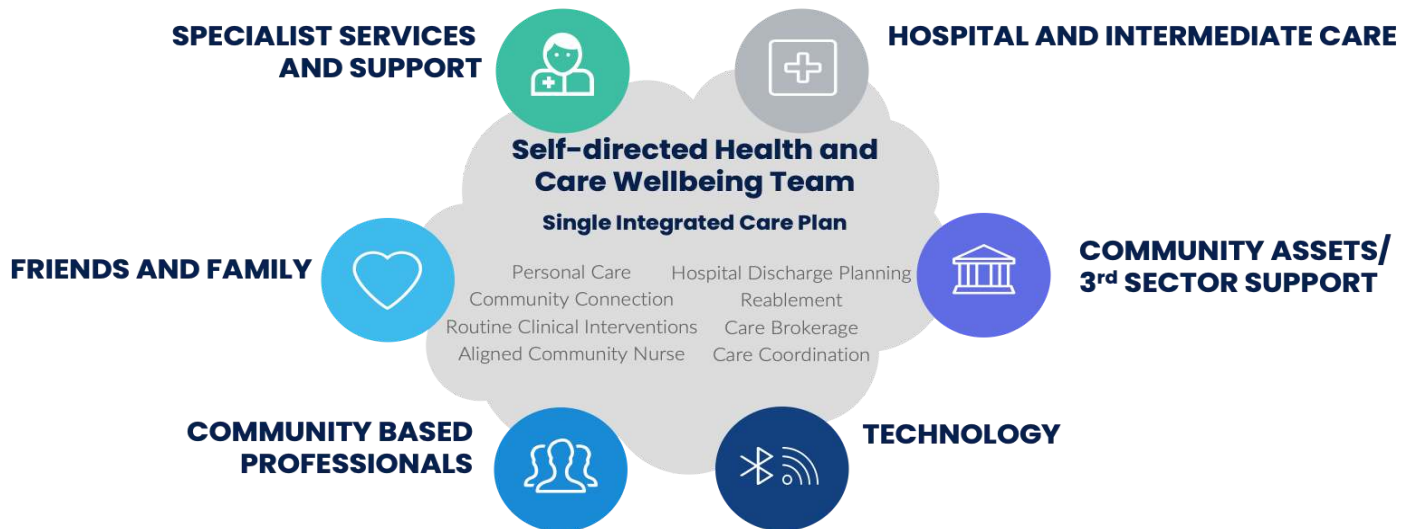 SPECIALIST SERVICES
AND SUPPORT
HOSPITAL AND INTERMEDIATE CARE
Self-directed Health and
Care Wellbeing Team
Single Integrated Care Plan
FRIENDS AND FAMILY
Personal Care
Community Connection
Routine Clinical Interventions
Aligned Community Nurse
Hospital Discharge Planning
Reablement
Care Brokerage
Care Coordination
COMMUNITY ASSETS/
3rd SECTOR SUPPORT
COMMUNITY BASED
PROFESSIONALS
TECHNOLOGY